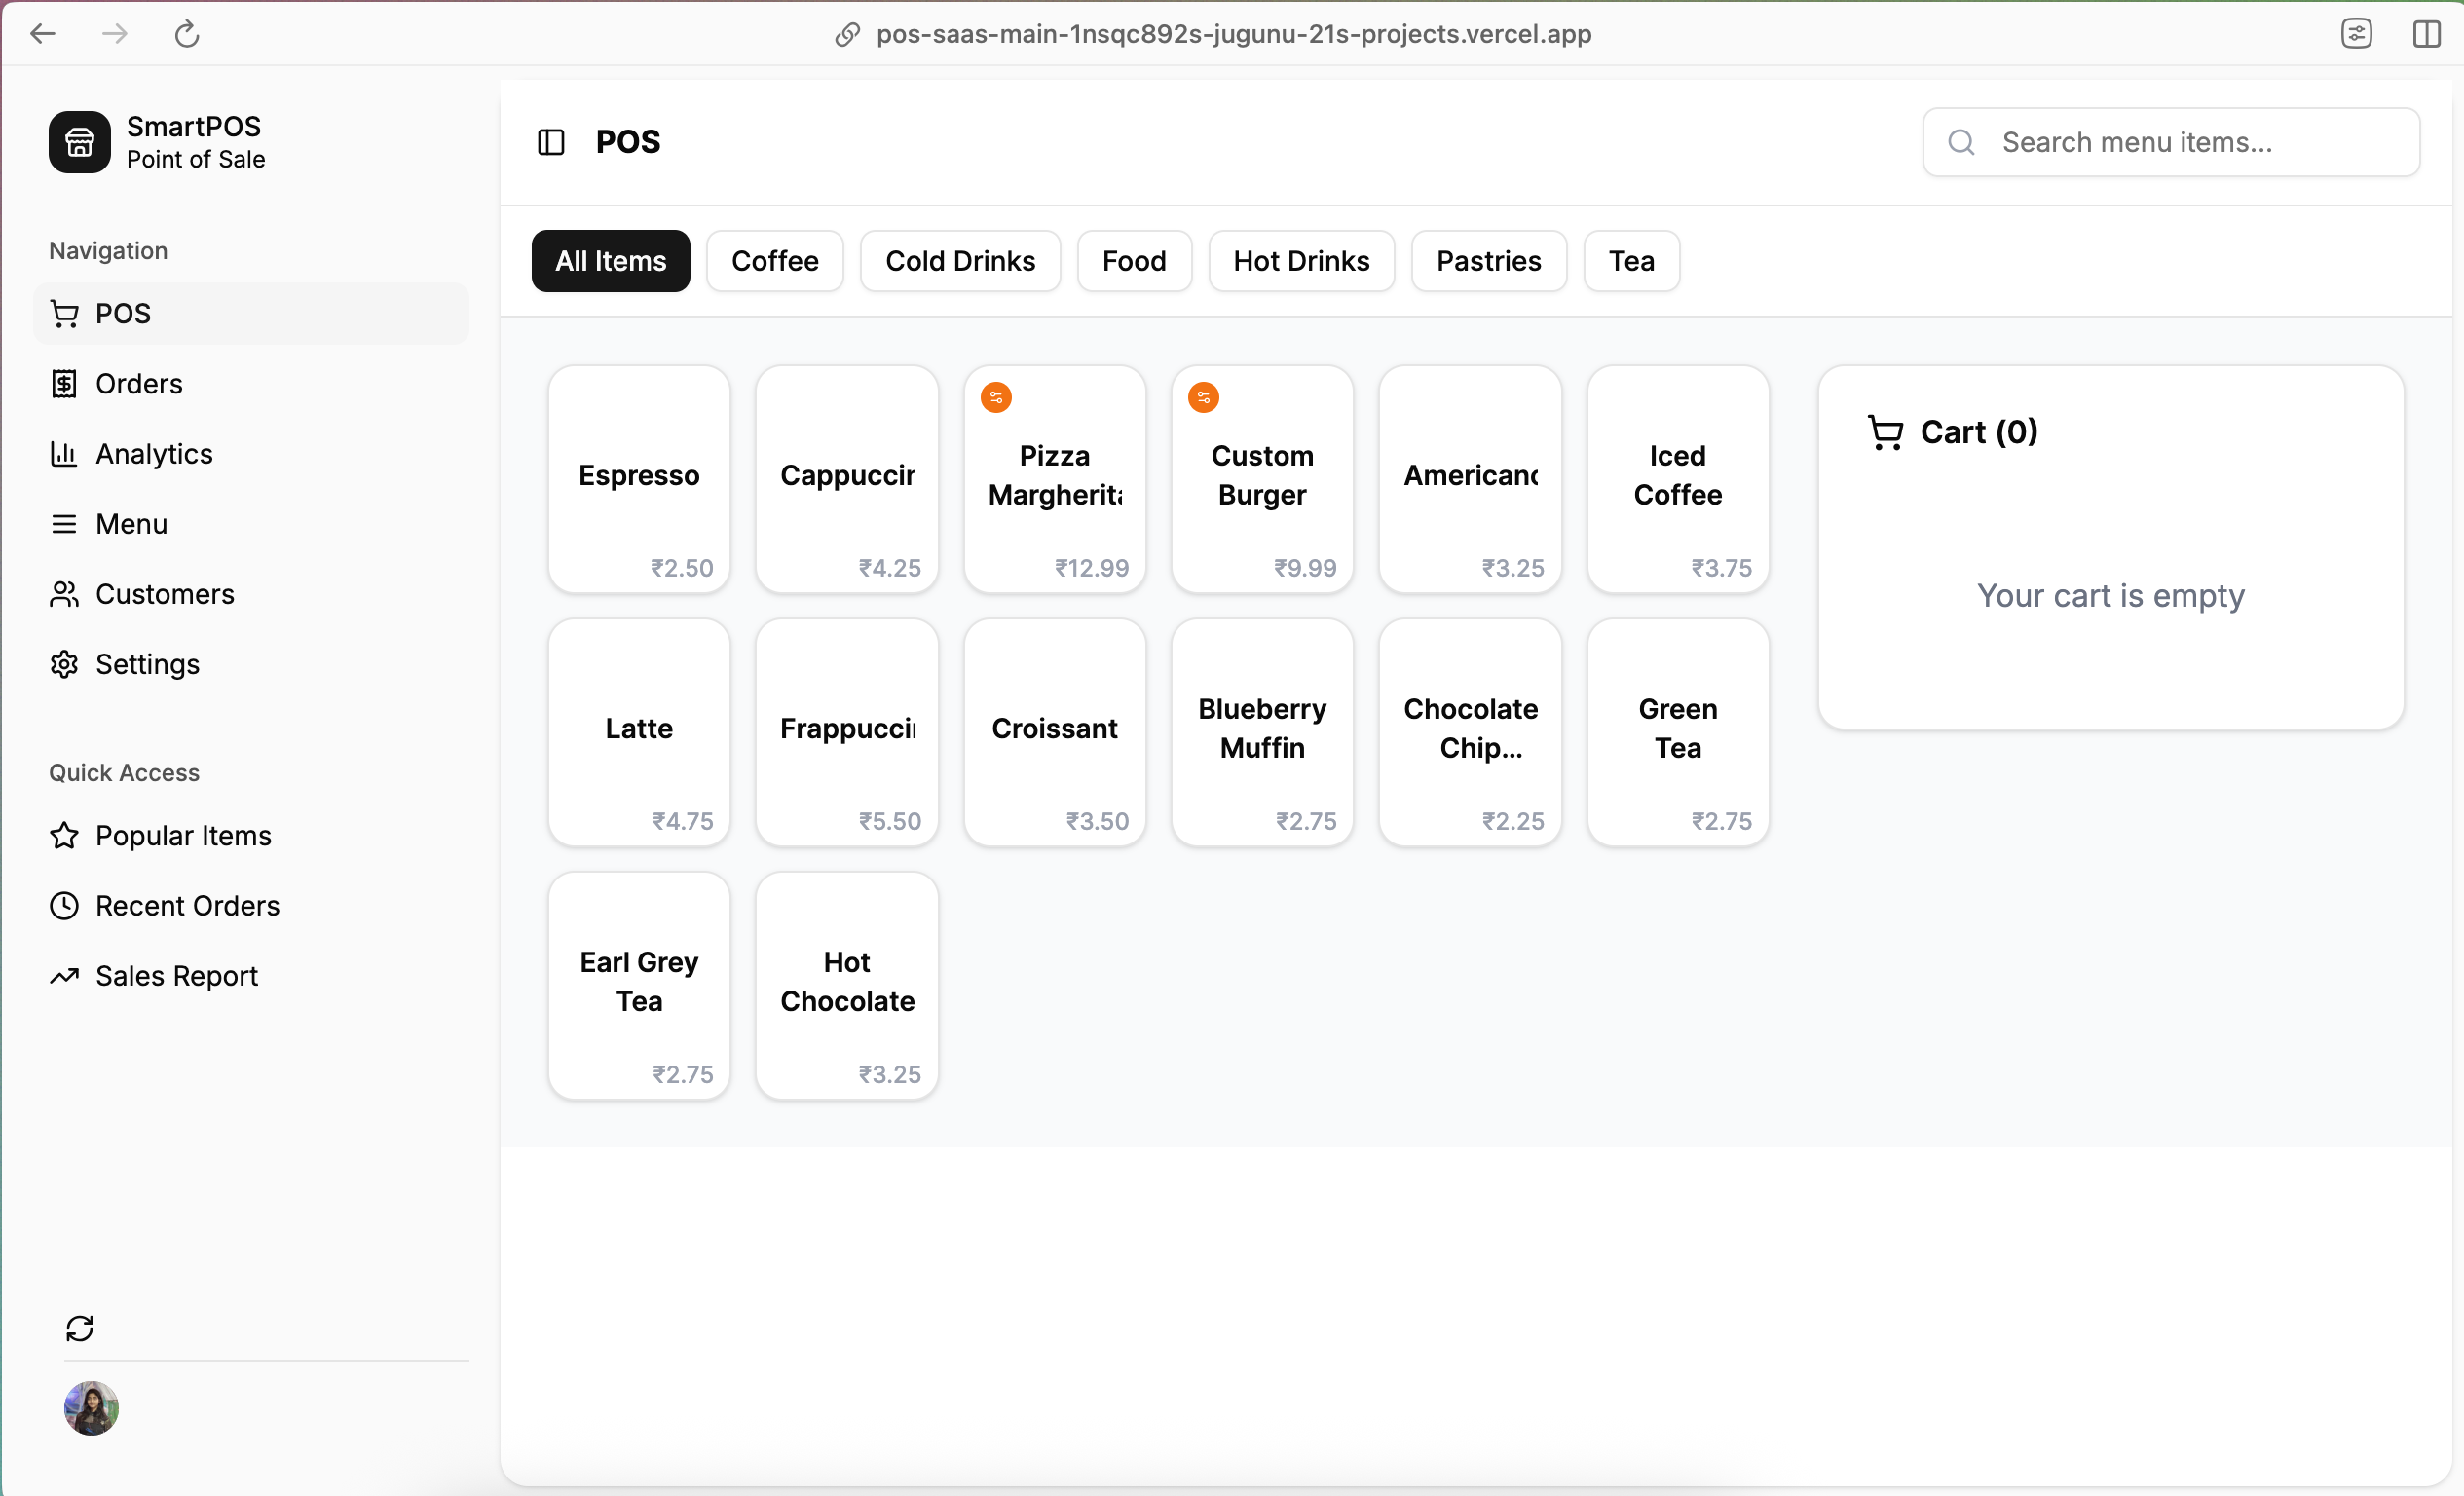 pos-saas-main-1nsqc892s-jugunu-21s-projects.vercel.app
SmartPOS
Point of Sale
Navigation
POS
Orders
Analytics
Menu
Customers
Settings
Quick Access
Popular Items
Recent Orders
Sales Report
POS
Search menu items...
All Items
Coffee
Cold Drinks
Food
Hot Drinks
Pastries
Tea
Espresso
₹2.50
Cappuccin
₹4.25
Pizza
Margherita
₹12.99
Custom
Burger
₹9.99
Americano
₹3.25
Iced
Coffee
₹3.75
Latte
₹4.75
Frappuccin
₹5.50
Croissant
₹3.50
Blueberry
Muffin
₹2.75
Chocolate
Chip...
₹2.25
Green
Tea
₹2.75
Earl Grey
Tea
₹2.75
Hot
Chocolate
₹3.25
Cart (0)
Your cart is empty